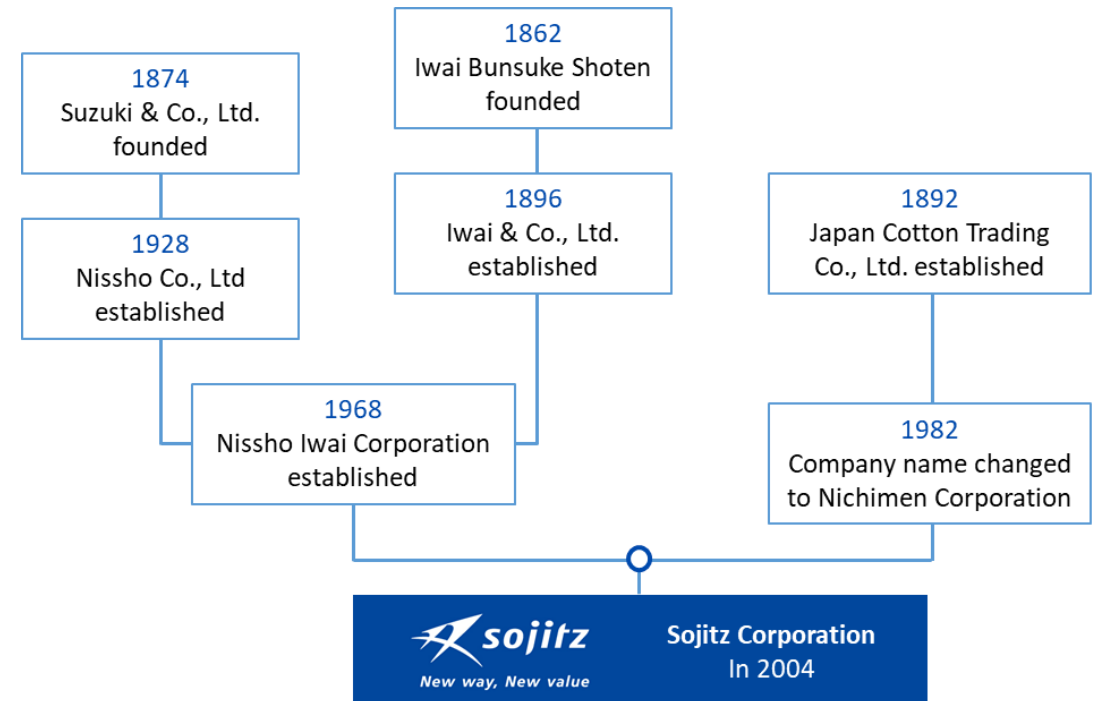 1874
Suzuki & Co., Ltd.
founded
1928
Nissho Co., Ltd
established
1862
Iwai Bunsuke Shoten
founded
1896
Iwai & Co., Ltd.
established
1968
Nissho Iwai Corporation
established
1892
Japan Cotton Trading
Co., Ltd. established
1982
Company name changed
to Nichimen Corporation
sojitz
New way, New value
Sojitz Corporation
In 2004